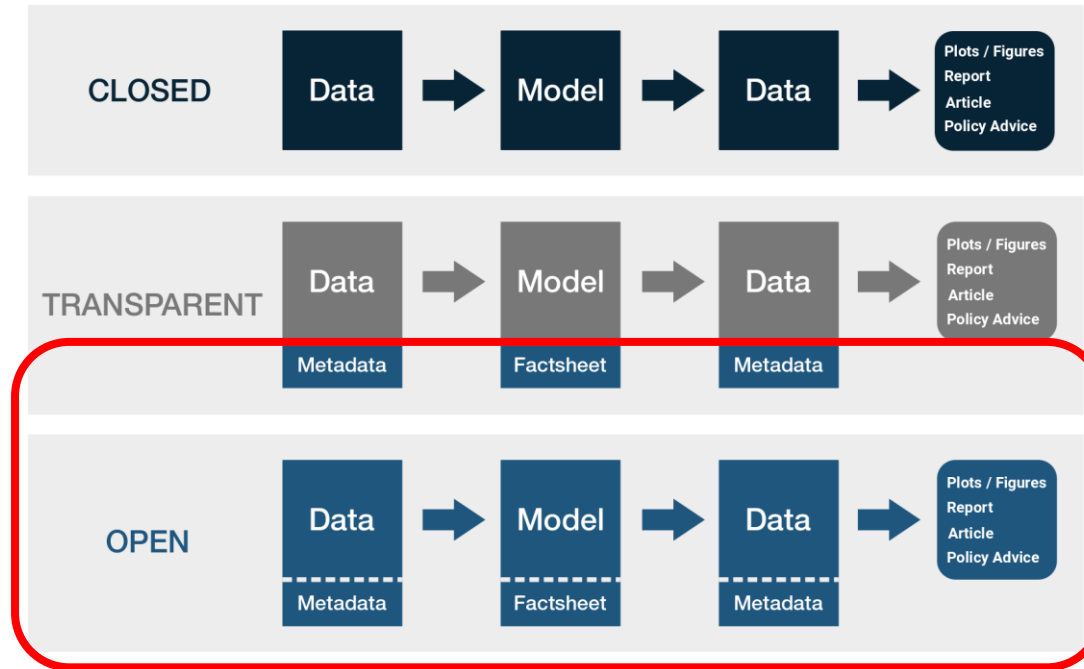 CLOSED
Data
Model
Data
Plots / Figures
Report
Article
Policy Advice
TRANSPARENT
Data
Model
Data
Plots / Figures
Report
Article
Policy Advice
Metadata
Factsheet
Metadata
OPEN
Data
Model
Data
Plots / Figures
Report
Article
Policy Advice
Metadata
Factsheet
Metadata